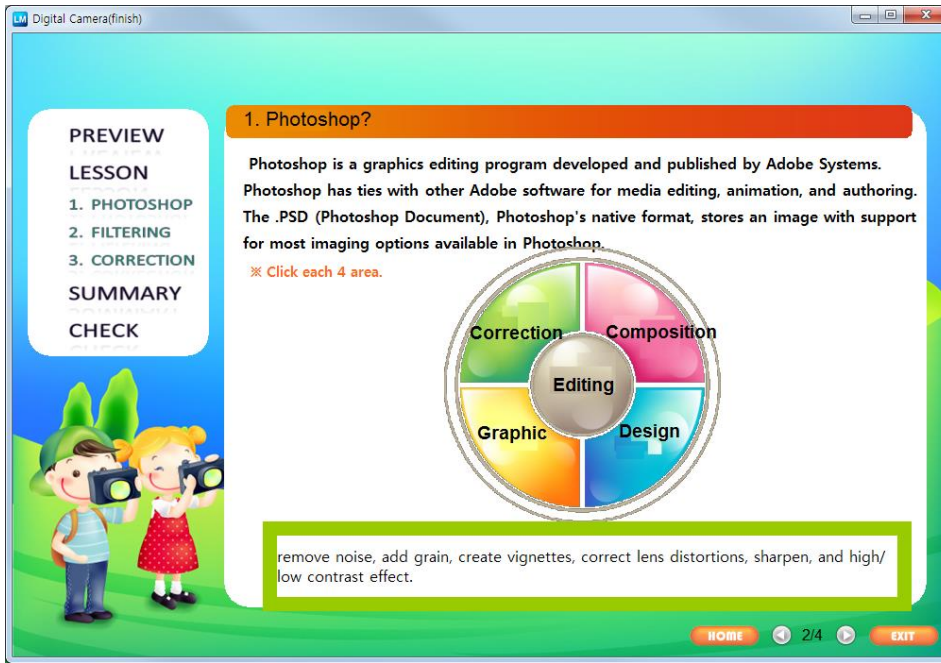 LM Digital Camera(finish)
PREVIEW
LESSON
1. PHOTOSHOP
2. FILTERING
3. CORRECTION
SUMMARY
CHECK
1. Photoshop?
Photoshop is a graphics editing program developed and published by Adobe Systems.
Photoshop has ties with other Adobe software for media editing, animation, and authoring.
The .PSD (Photoshop Document), Photoshop's native format, stores an image with support
for most imaging options available in Photoshop.
※ Click each 4 area.
Correction
Composition
Editing
Graphic
Design
remove noise, add grain, create vignettes, correct lens distortions, sharpen, and high/
low contrast effect.
HOME 2/4 EXIT